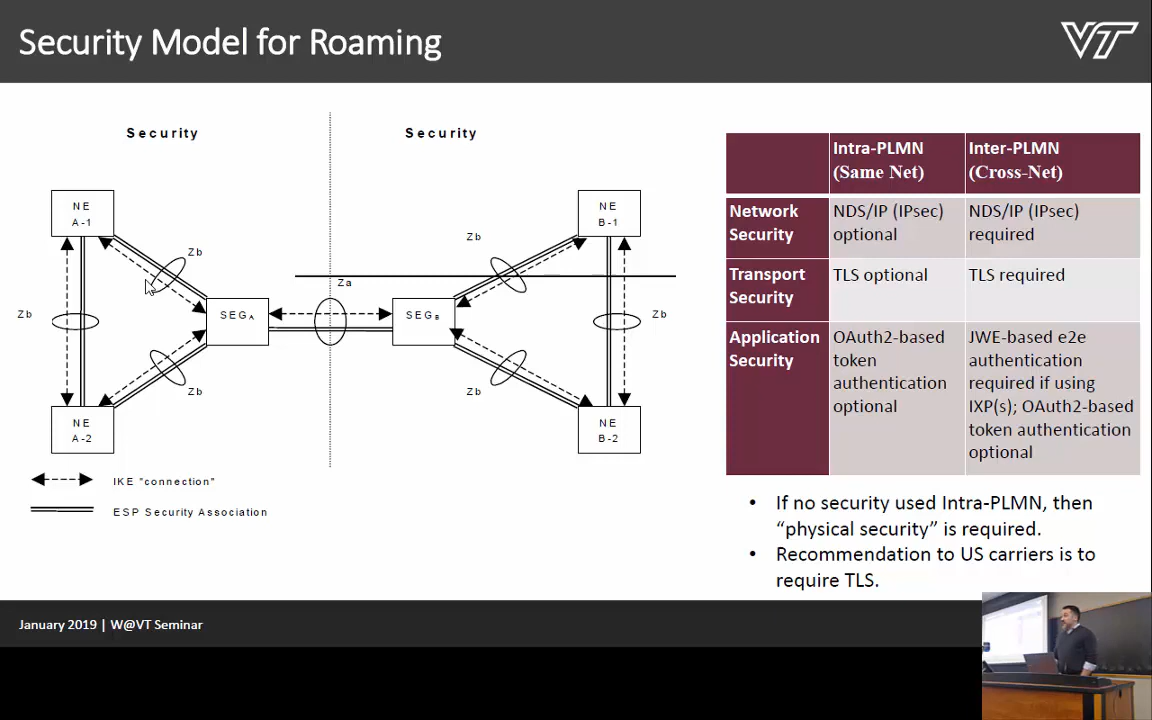 Security Model for Roaming
VT
Security
Security
NE
A-1
NE
B-1
Zb
Zb
Zb
Za
Zb
SEGA
SEGB
Zb
Zb
NE
A-2
NE
B-2
IKE "connection"
ESP Security Association
Intra-PLMN
(Same Net)
Inter-PLMN
(Cross-Net)
Network
Security
NDS/IP (IPsec)
optional
NDS/IP (IPsec)
required
Transport
Security
TLS optional
TLS required
Application
Security
OAuth2-based
token
authentication
optional
JWE-based e2e
authentication
required if using
IXP(s); OAuth2-based
token authentication
optional
• If no security used Intra-PLMN, then
“physical security” is required.
• Recommendation to US carriers is to
require TLS.
January 2019 | W@VT Seminar